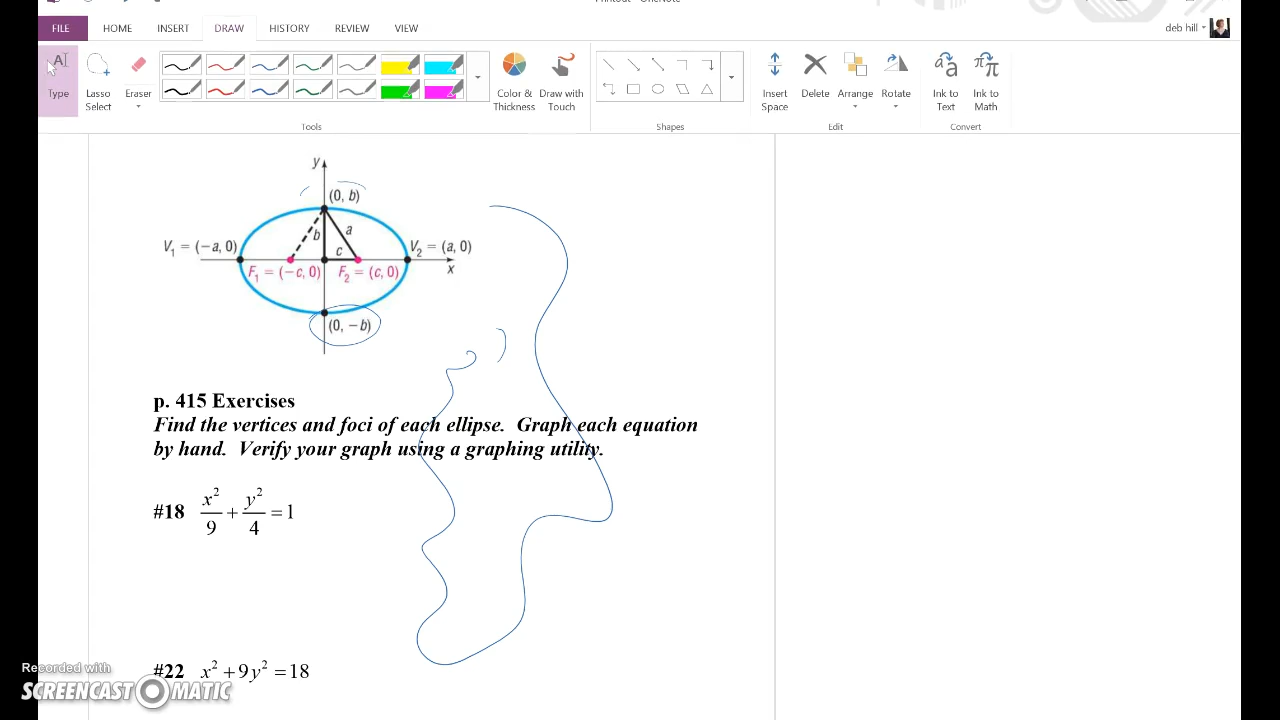 Printout - OneNote
FILE HOME INSERT DRAW HISTORY REVIEW VIEW deb hill
Type Lasso Select Eraser Color & Thickness Draw with Touch Insert Space Delete Arrange Rotate Ink to Text Ink to Math
Tools Shapes Edit Convert
y
(0, b)
b a
V₁ = (−a, 0) c V₂ = (a, 0)
F₁ = (−c, 0) F₂ = (c, 0) x
(0, −b)
p. 415 Exercises
Find the vertices and foci of each ellipse. Graph each equation
by hand. Verify your graph using a graphing utility.
#18 x²/9 + y²/4 = 1
#22 x² + 9y² = 18
Recorded with
SCREENCAST-O-MATIC